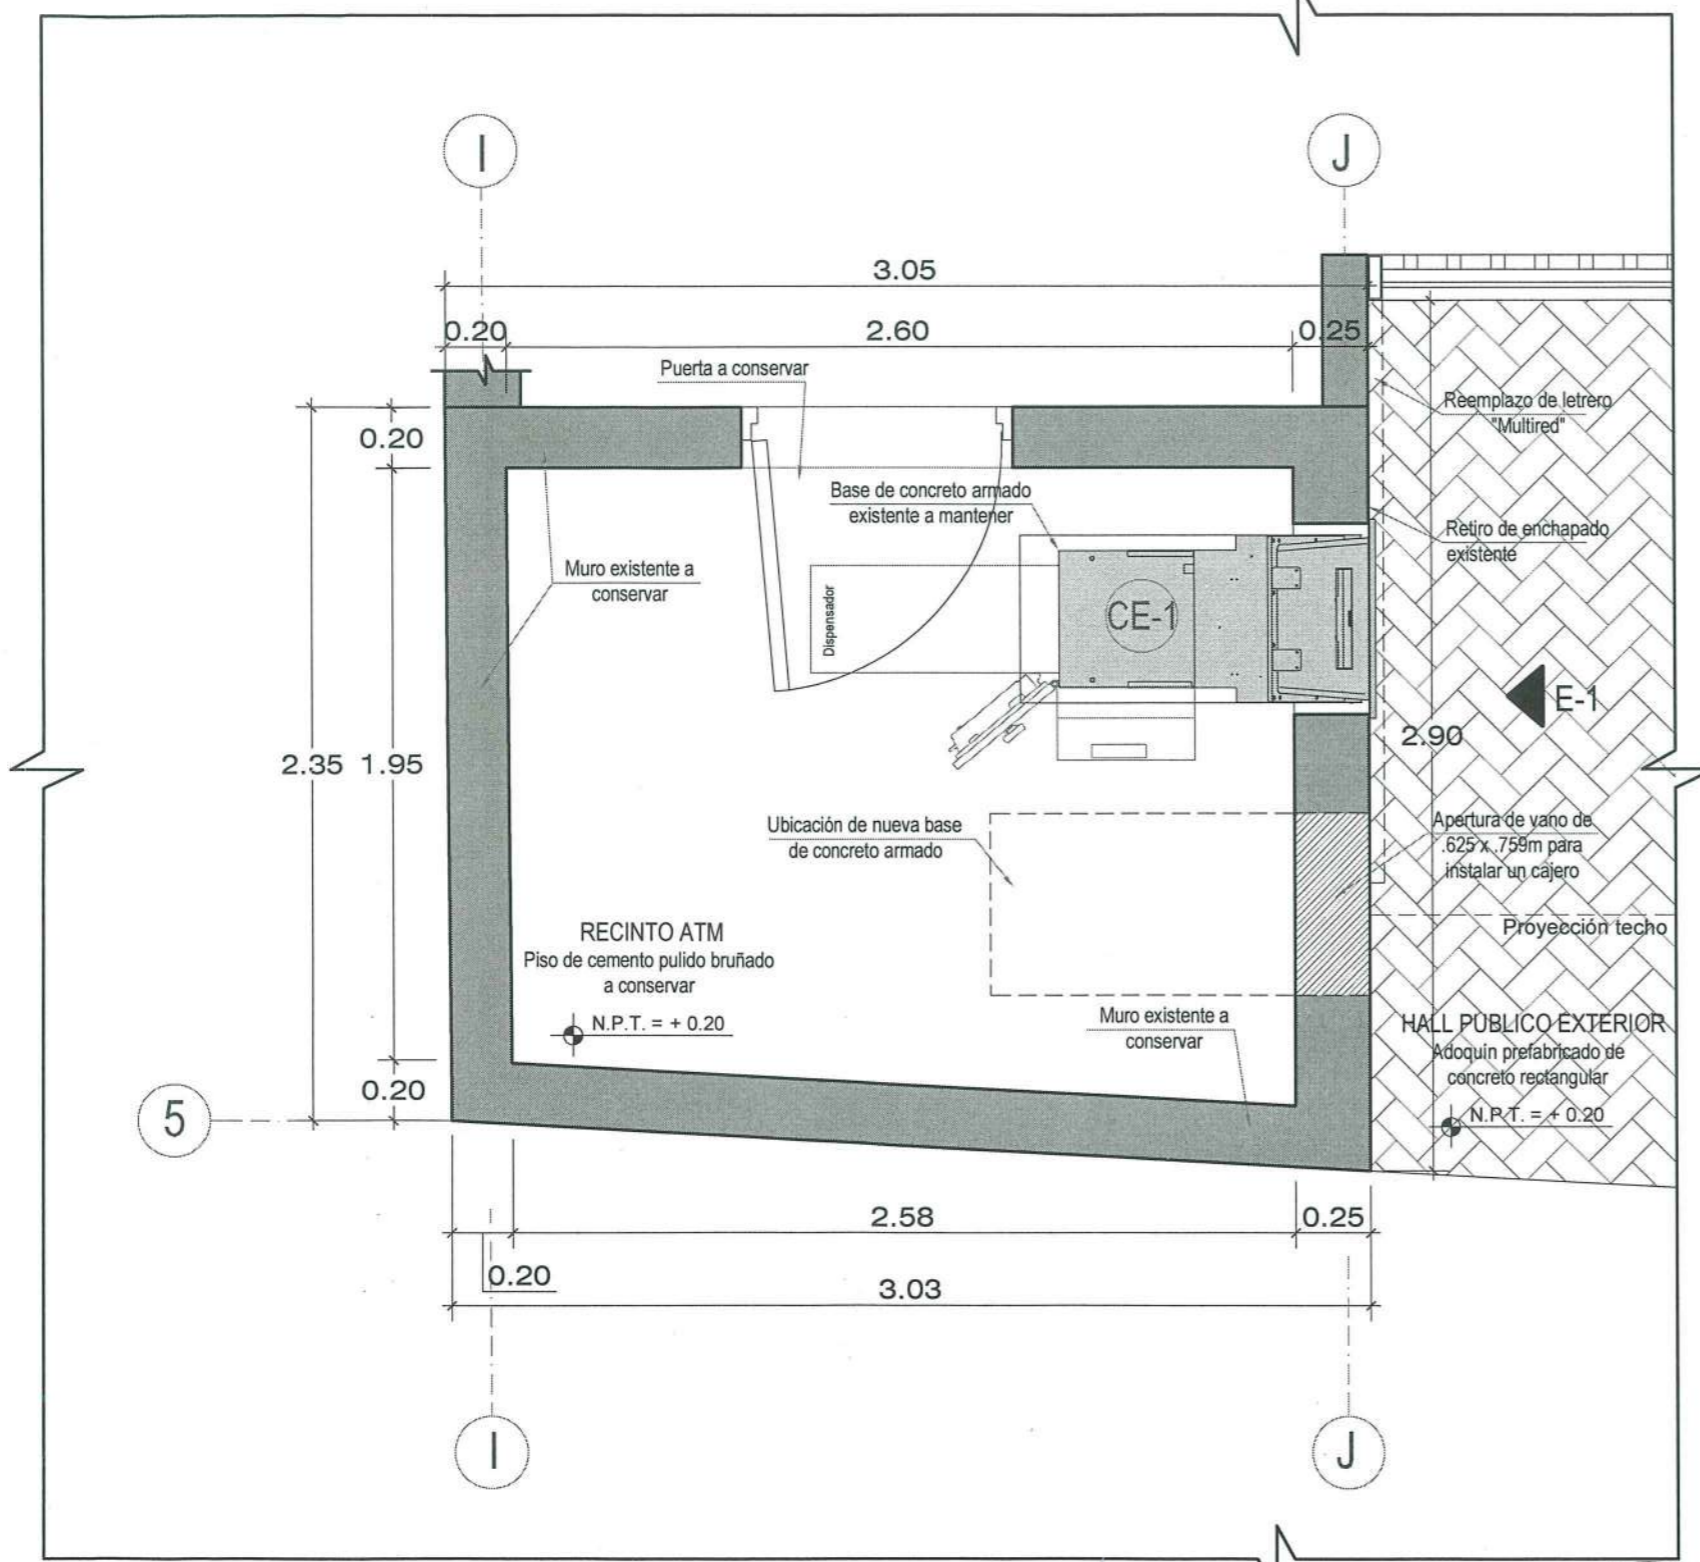 I
J
3.05
0.20
2.60
0.25
Puerta a conservar
Reemplazo de letrero
"Multired"
0.20
Base de concreto armado
existente a mantener
Retiro de enchapado
existente
Muro existente a
conservar
Dispensador
CE-1
E-1
2.90
2.35
1.95
Ubicación de nueva base
de concreto armado
Apertura de vano de
.625 x .759m para
instalar un cajero
Proyección techo
RECINTO ATM
Piso de cemento pulido bruñado
a conservar
N.P.T. = + 0.20
Muro existente a
conservar
HALL PUBLICO EXTERIOR
Adoquin prefabricado de
concreto rectangular
N.P.T. = + 0.20
0.20
5
2.58
0.25
0.20
3.03
I
J